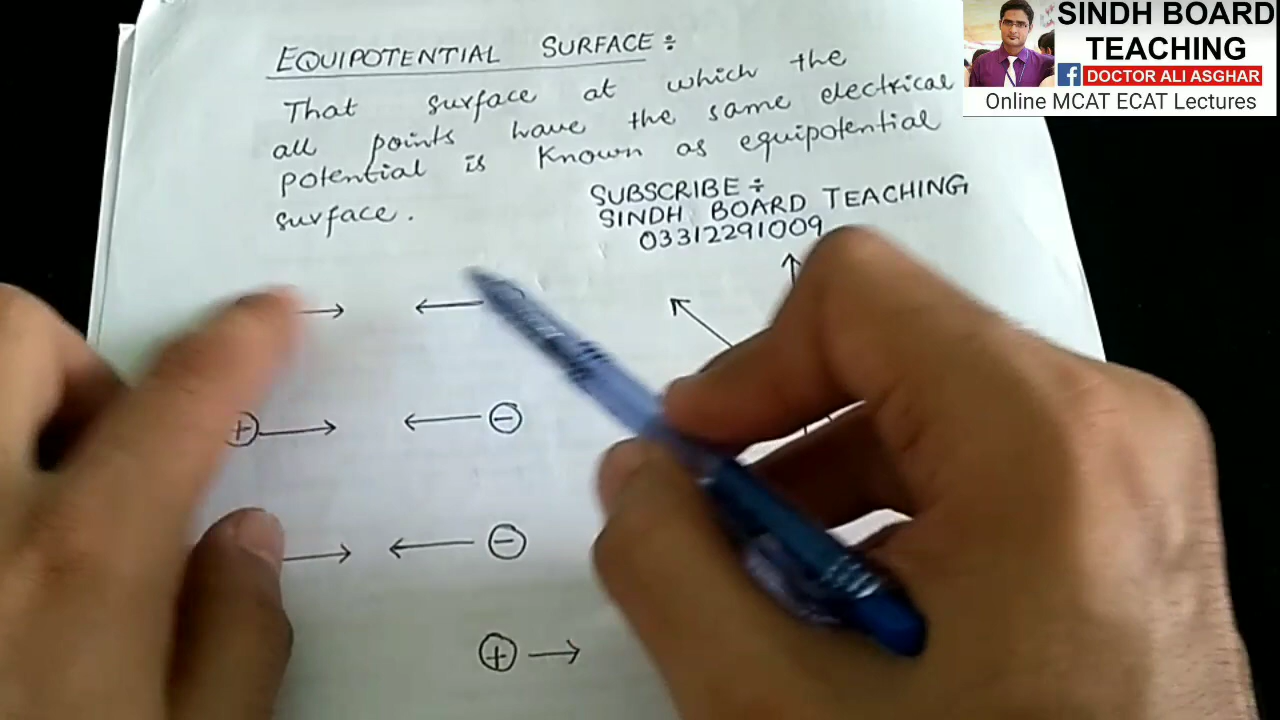 EQUIPOTENTIAL SURFACE ÷
That surface at which the
all points have the same electrical
potential is known as equipotential
surface.
SUBSCRIBE ÷
SINDH BOARD TEACHING
03312291009
+
−
−
+
SINDH BOARD
TEACHING
f DOCTOR ALI ASGHAR
Online MCAT ECAT Lectures